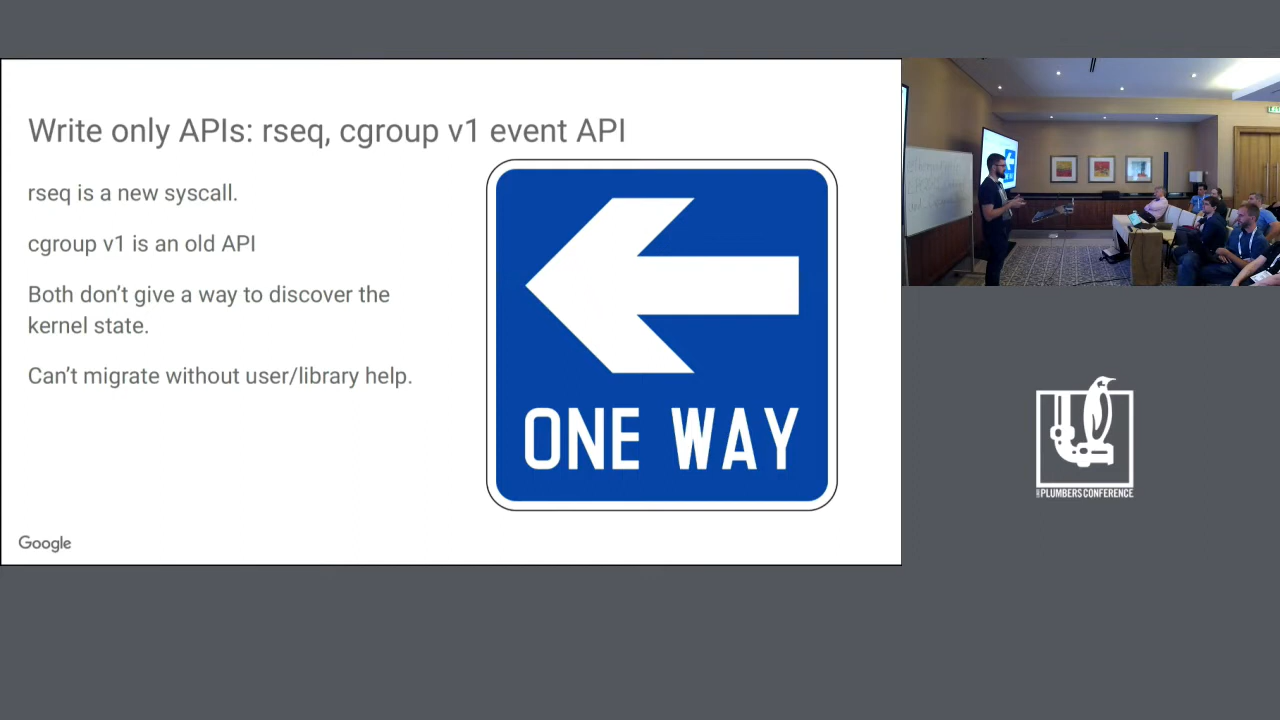 Write only APIs: rseq, cgroup v1 event API
rseq is a new syscall.
cgroup v1 is an old API
Both don't give a way to discover the
kernel state.
Can't migrate without user/library help.
ONE WAY
Google
PLUMBERS CONFERENCE